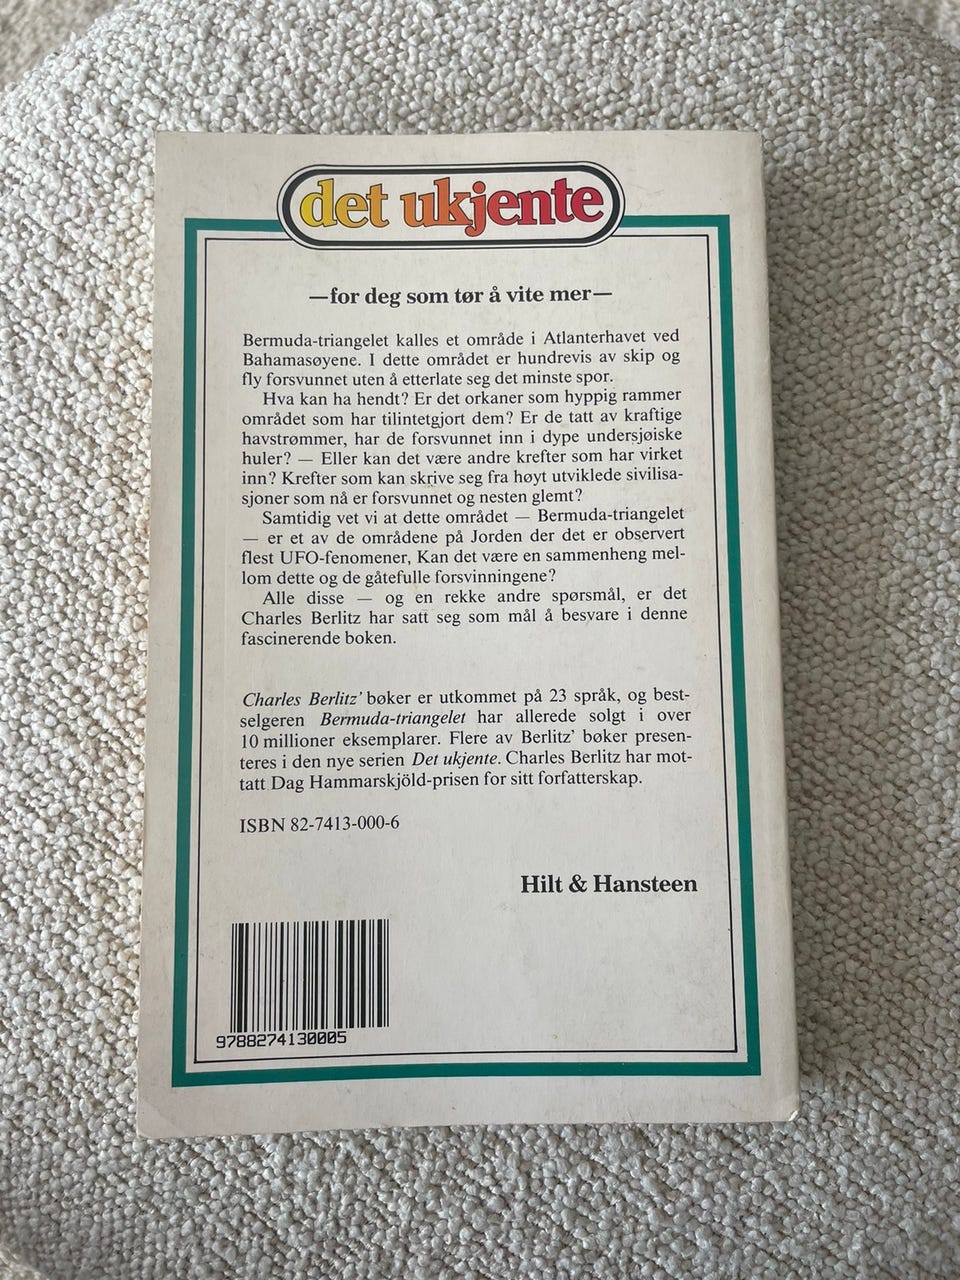 det ukjente
—for deg som tør å vite mer—
Bermuda-triangelet kalles et område i Atlanterhavet ved
Bahamasøyene. I dette området er hundrevis av skip og
fly forsvunnet uten å etterlate seg det minste spor.
Hva kan ha hendt? Er det orkaner som hyppig rammer
området som har tilintetgjort dem? Er de tatt av kraftige
havstrømmer, har de forsvunnet inn i dype undersjøiske
huler? — Eller kan det være andre krefter som har virket
inn? Krefter som kan skrive seg fra høyt utviklede sivilisa-
sjoner som nå er forsvunnet og nesten glemt?
Samtidig vet vi at dette området — Bermuda-triangelet
— er et av de områdene på Jorden der det er observert
flest UFO-fenomener, Kan det være en sammenheng mel-
lom dette og de gåtefulle forsvinningene?
Alle disse — og en rekke andre spørsmål, er det
Charles Berlitz har satt seg som mål å besvare i denne
fascinerende boken.
Charles Berlitz' bøker er utkommet på 23 språk, og best-
selgeren Bermuda-triangelet har allerede solgt i over
10 millioner eksemplarer. Flere av Berlitz' bøker presen-
teres i den nye serien Det ukjente. Charles Berlitz har mot-
tatt Dag Hammarskjöld-prisen for sitt forfatterskap.
ISBN 82-7413-000-6
Hilt & Hansteen
9788274130005